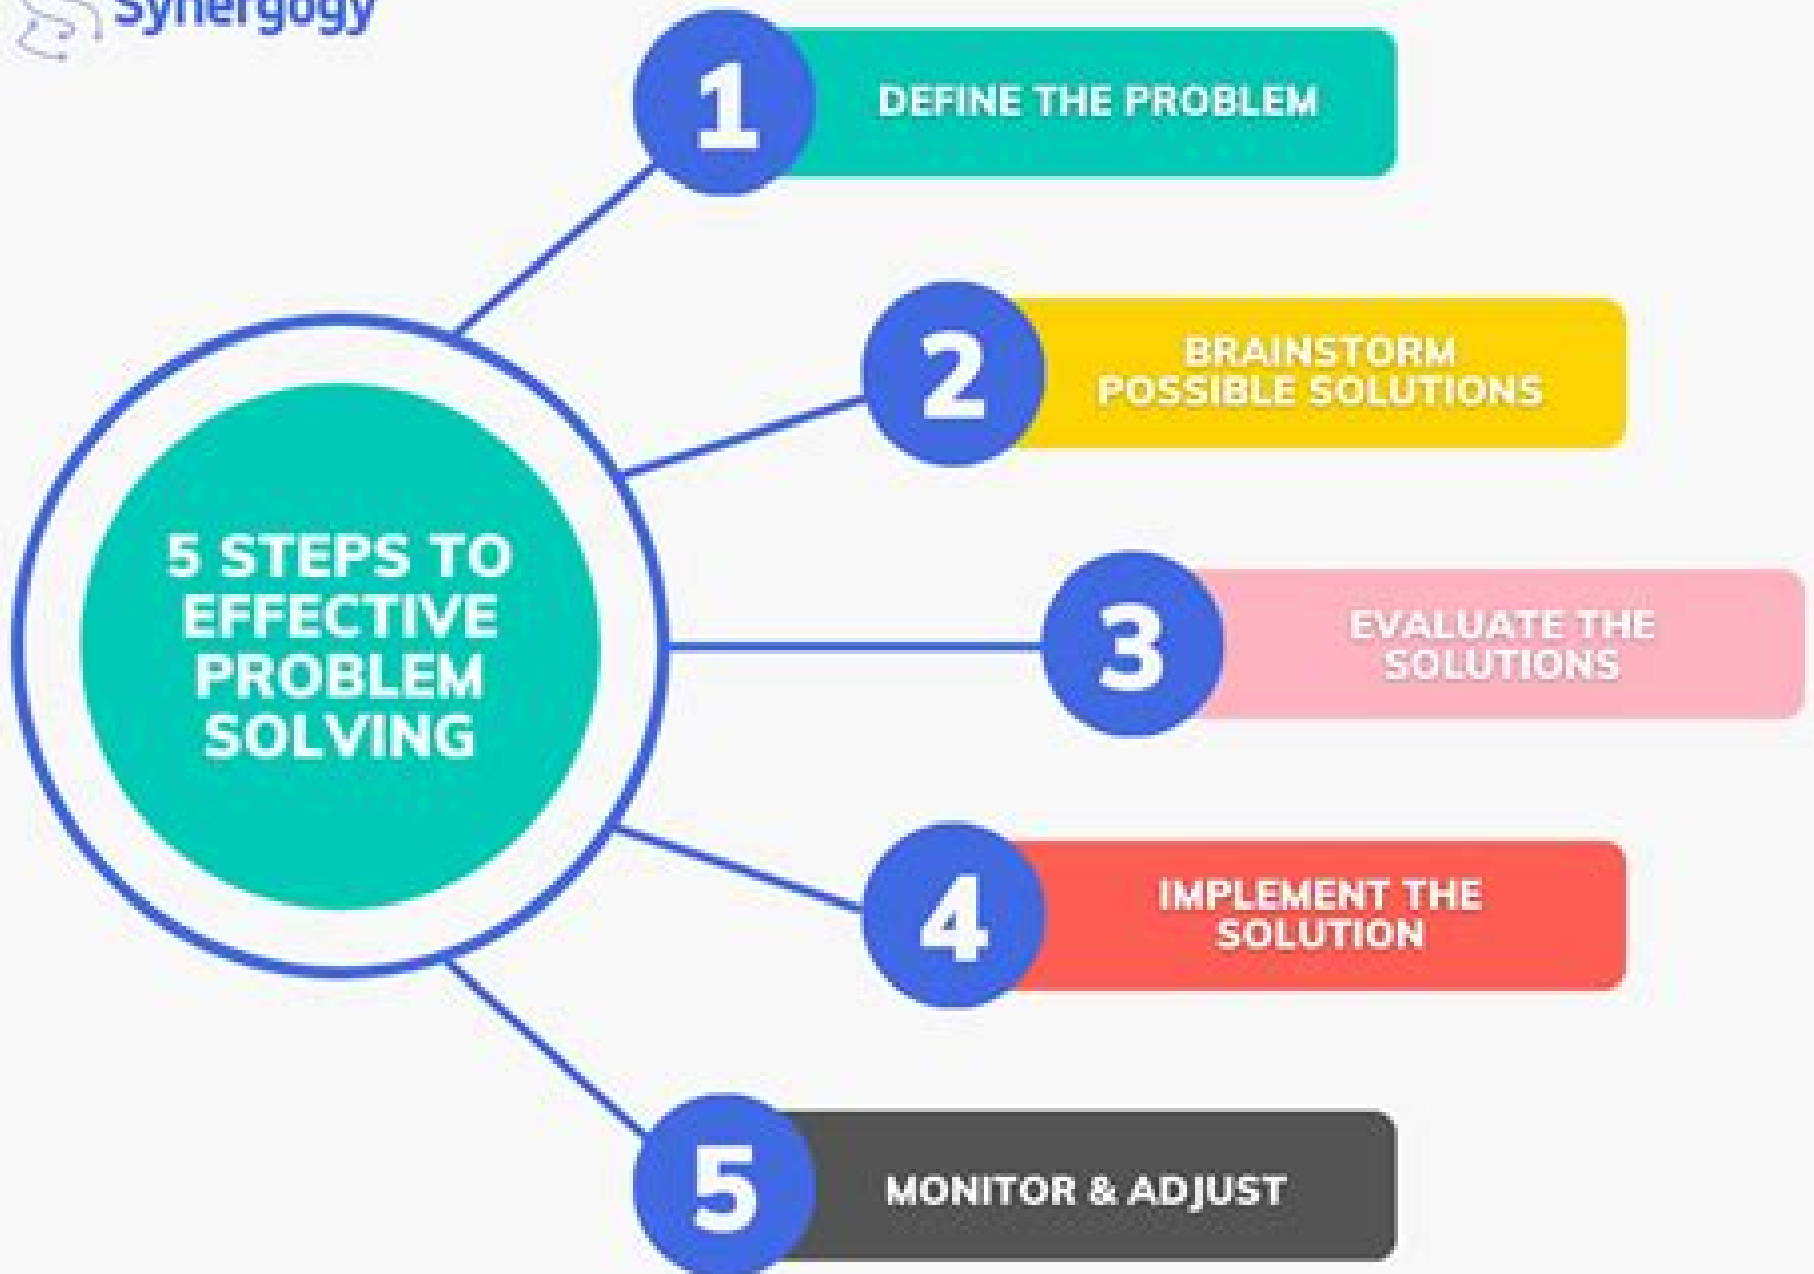 Synergogy
1
DEFINE THE PROBLEM
2
BRAINSTORM
POSSIBLE SOLUTIONS
5 STEPS TO
EFFECTIVE
PROBLEM
SOLVING
3
EVALUATE THE
SOLUTIONS
4
IMPLEMENT THE
SOLUTION
5
MONITOR & ADJUST